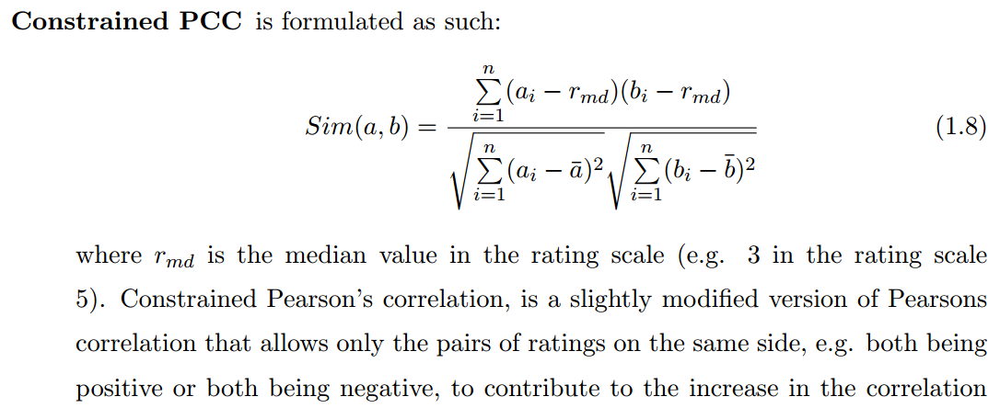 Constrained PCC is formulated as such:
Sim(a, b) = \frac{\sum_{i=1}^{n}(a_i − r_{md})(b_i − r_{md})}{\sqrt{\sum_{i=1}^{n}(a_i − \bar{a})^2}\sqrt{\sum_{i=1}^{n}(b_i − \bar{b})^2}} (1.8)
where r_{md} is the median value in the rating scale (e.g. 3 in the rating scale
5). Constrained Pearson’s correlation, is a slightly modified version of Pearsons
correlation that allows only the pairs of ratings on the same side, e.g. both being
positive or both being negative, to contribute to the increase in the correlation